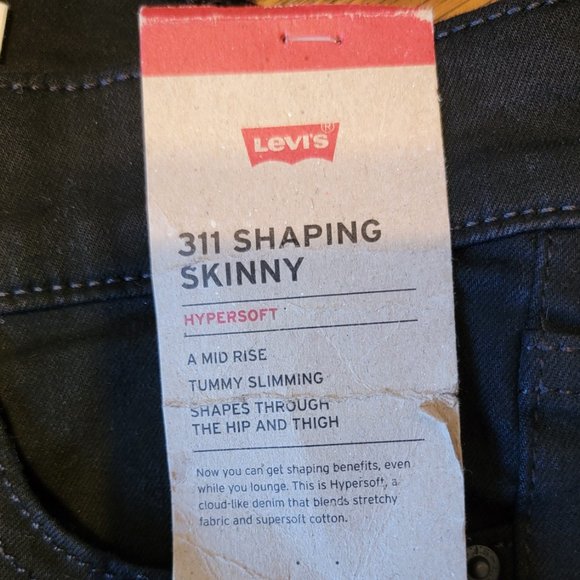 LEVI'S®
311 SHAPING
SKINNY
HYPERSOFT
A MID RISE
TUMMY SLIMMING
SHAPES THROUGH
THE HIP AND THIGH
Now you can get shaping benefits, even
while you lounge. This is Hypersoft, a
cloud-like denim that blends stretchy
fabric and supersoft cotton.